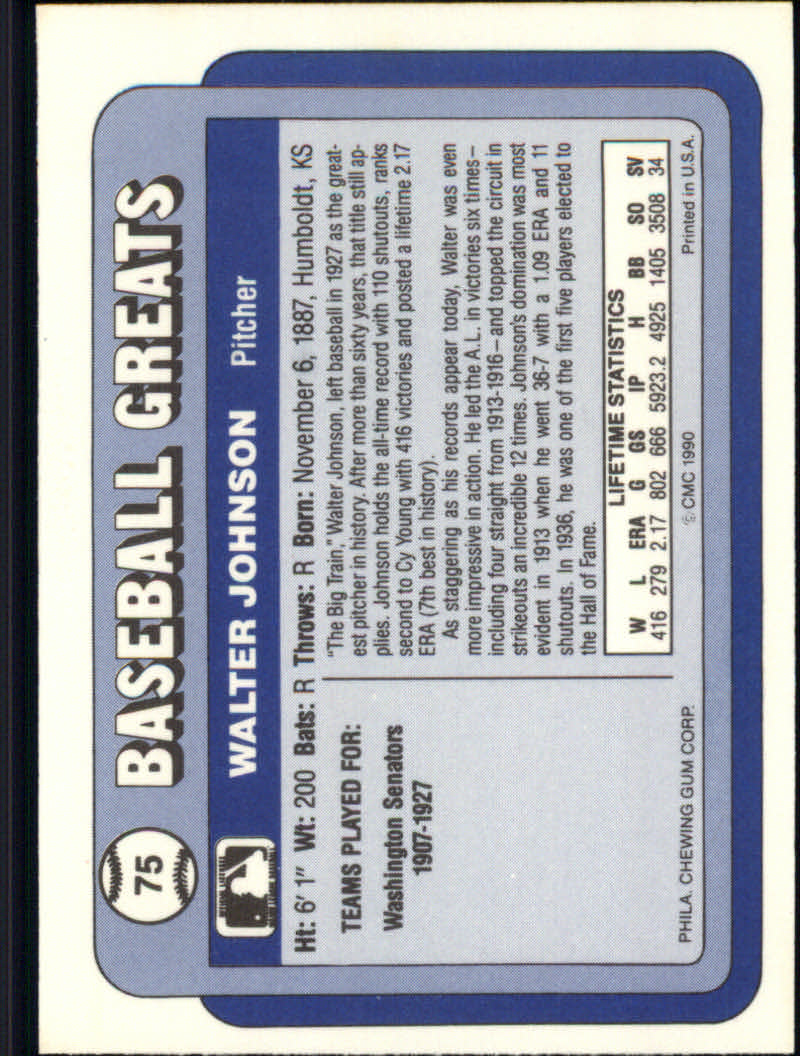 75
BASEBALL GREATS
WALTER JOHNSON Pitcher
Ht: 6' 1" Wt: 200 Bats: R Throws: R Born: November 6, 1887, Humboldt, KS
TEAMS PLAYED FOR:
Washington Senators
1907-1927
"The Big Train," Walter Johnson, left baseball in 1927 as the great-
est pitcher in history. After more than sixty years, that title still ap-
plies. Johnson holds the all-time record with 110 shutouts, ranks
second to Cy Young with 416 victories and posted a lifetime 2.17
ERA (7th best in history).
As staggering as his records appear today, Walter was even
more impressive in action. He led the A.L. in victories six times–
including four straight from 1913-1916–and topped the circuit in
strikeouts an incredible 12 times. Johnson's domination was most
evident in 1913 when he went 36-7 with a 1.09 ERA and 11
shutouts. In 1936, he was one of the first five players elected to
the Hall of Fame.
LIFETIME STATISTICS
W L ERA G GS IP H BB SO SV
416 279 2.17 802 666 5923.2 4925 1405 3508 34
PHILA. CHEWING GUM CORP. © CMC 1990 Printed in U.S.A.